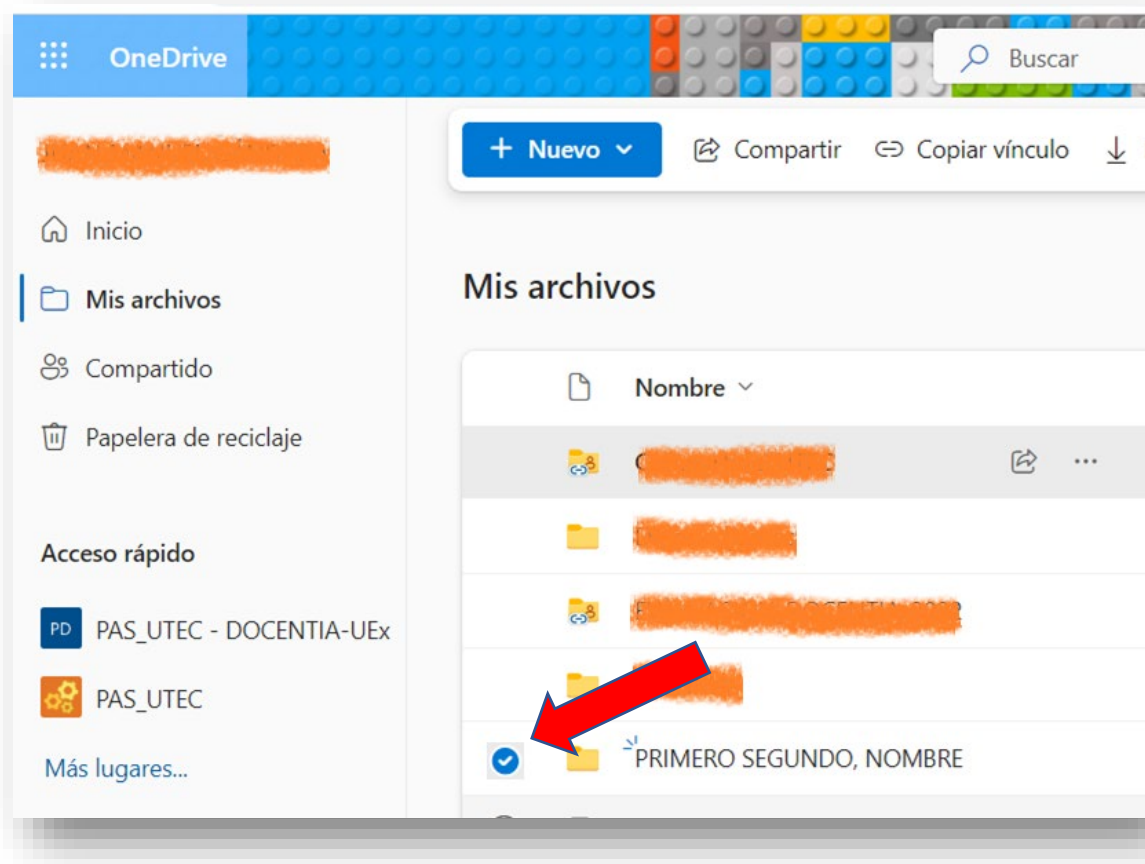 OneDrive
Buscar
Nuevo
Compartir
Copiar vínculo
Inicio
Mis archivos
Compartido
Papelera de reciclaje
Acceso rápido
PD PAS_UTEC - DOCENTIA-UEx
PAS_UTEC
Más lugares...
Mis archivos
Nombre
PRIMERO SEGUNDO, NOMBRE